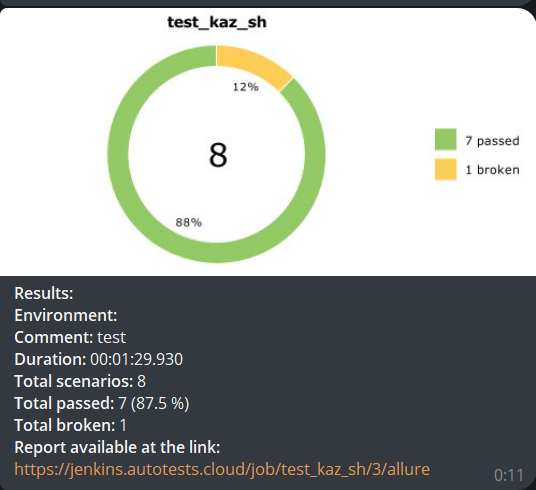 test_kaz_sh
12%
8
7 passed
1 broken
88%
Results:
Environment:
Comment: test
Duration: 00:01:29.930
Total scenarios: 8
Total passed: 7 (87.5 %)
Total broken: 1
Report available at the link:
https://jenkins.autotests.cloud/job/test_kaz_sh/3/allure
0:11